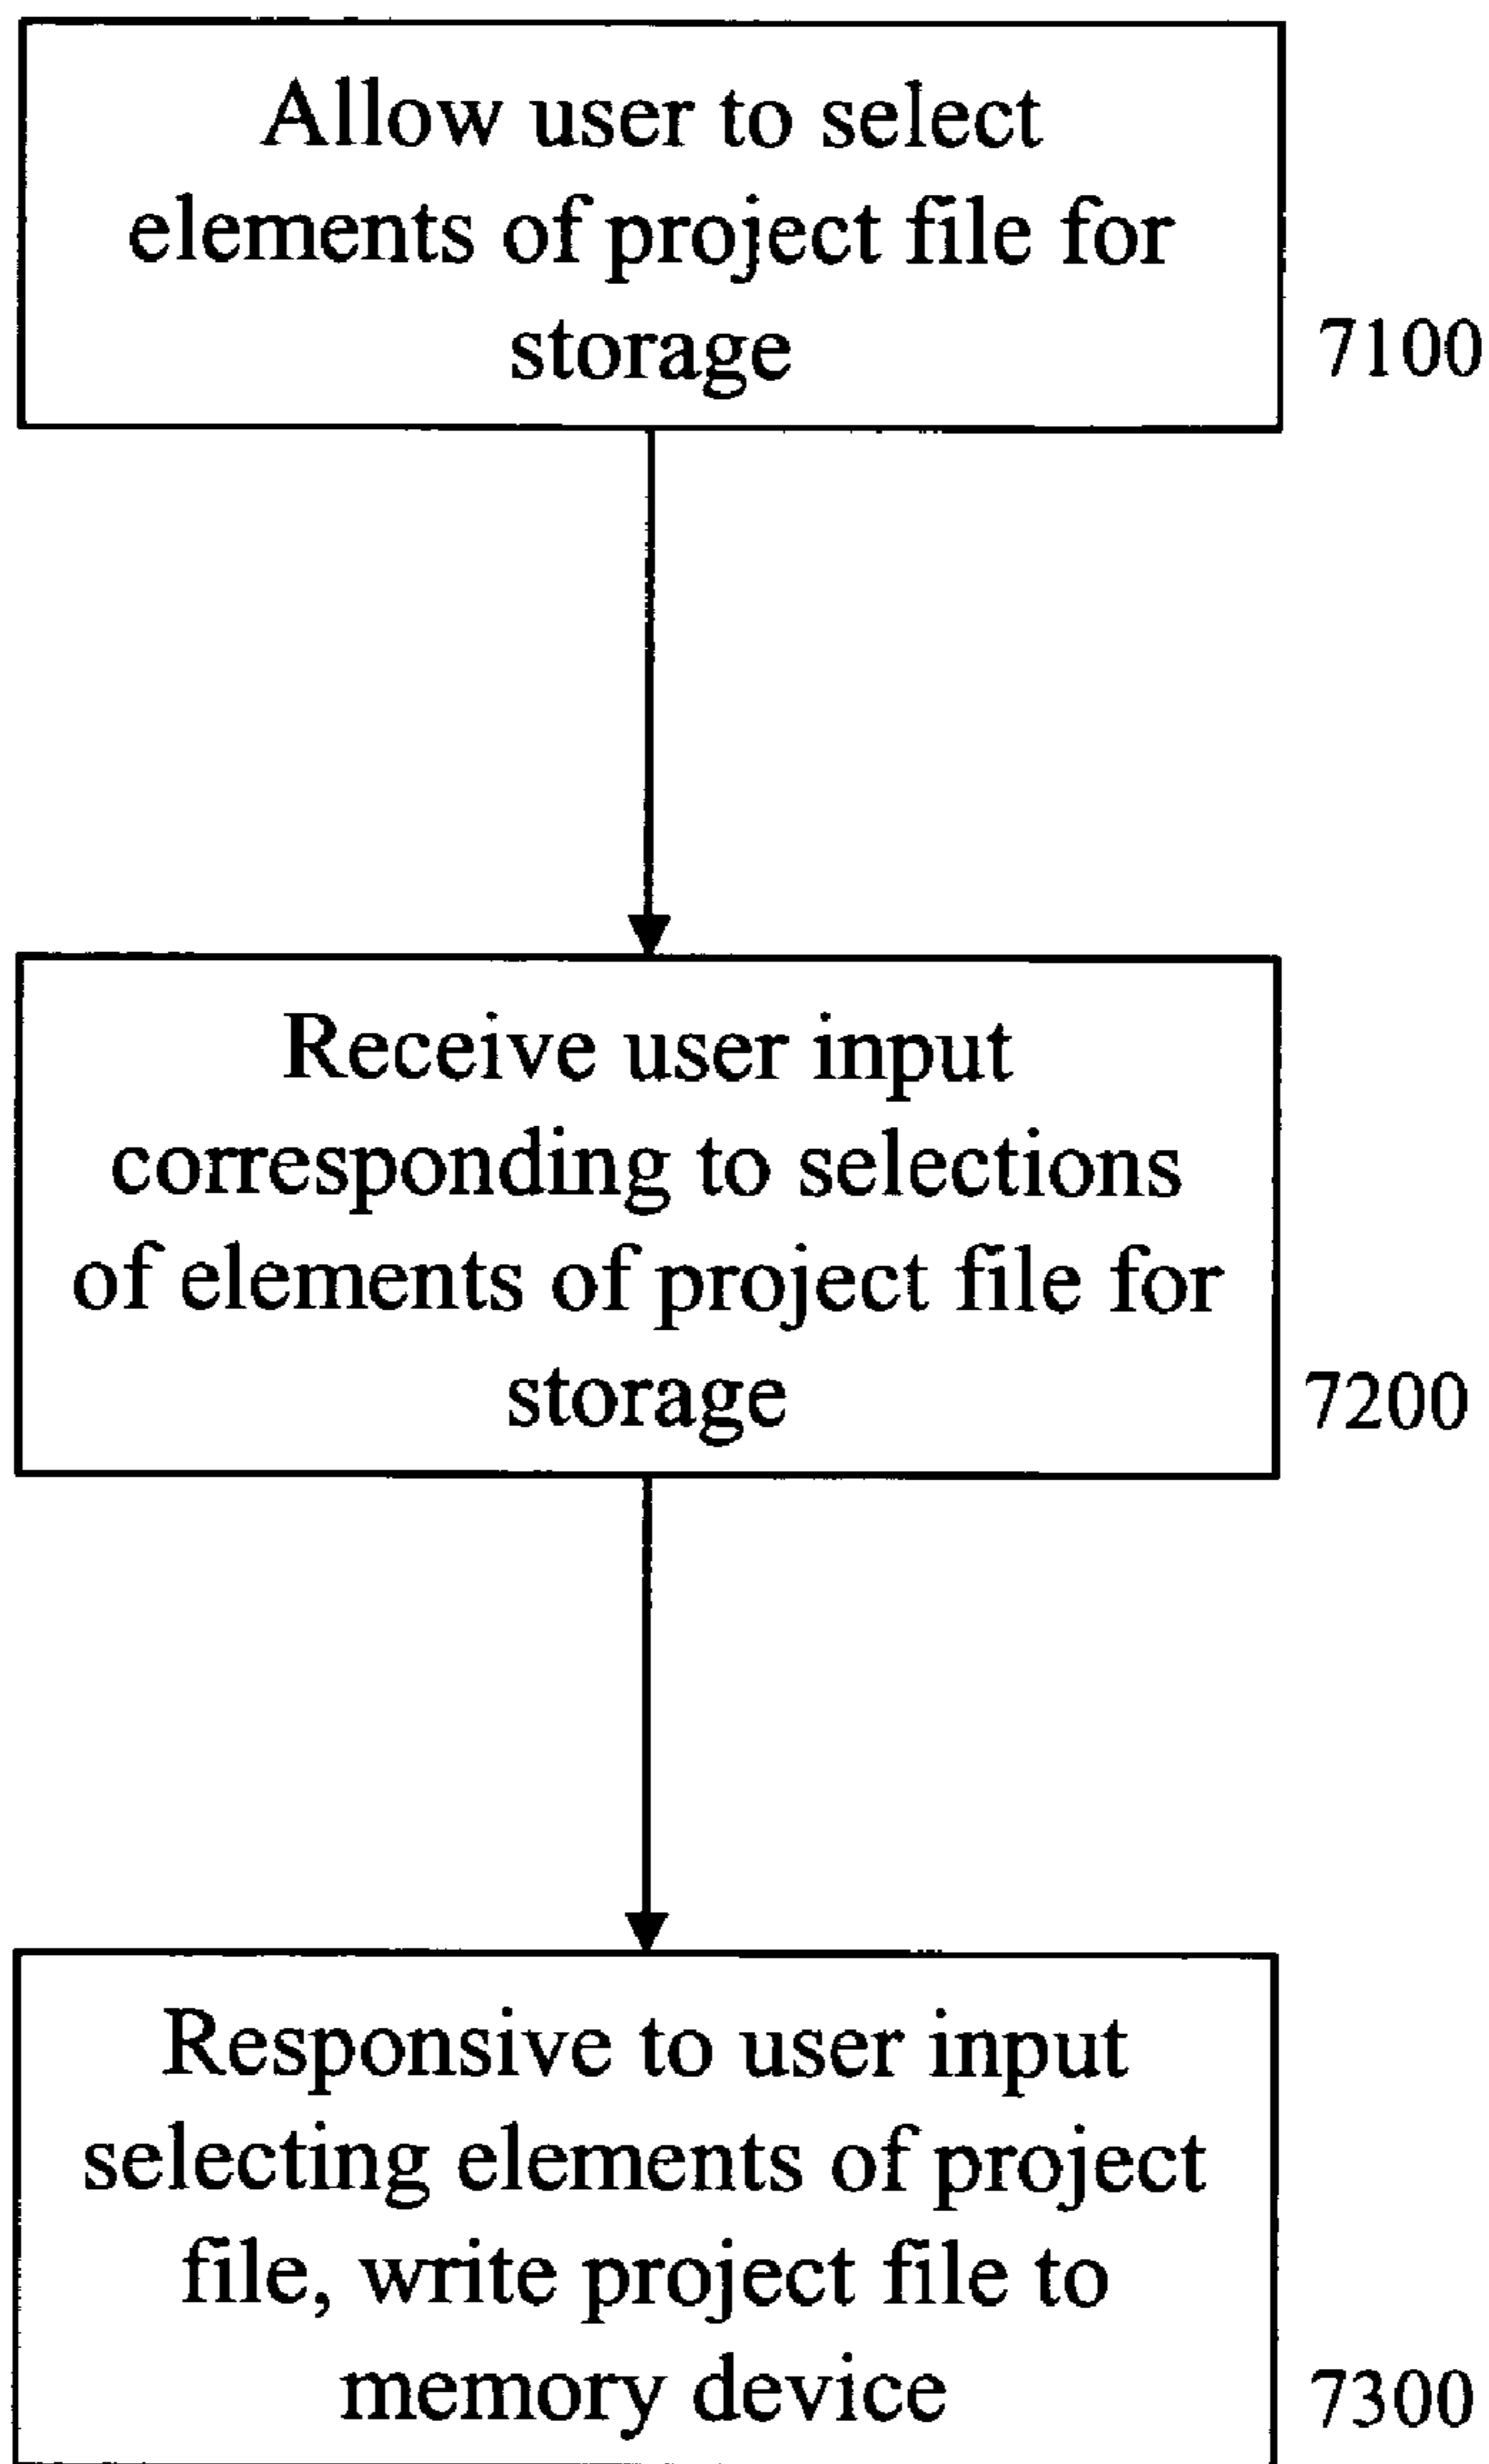 Allow user to select
elements of project file for
storage
7100
Receive user input
corresponding to selections
of elements of project file for
storage
7200
Responsive to user input
selecting elements of project
file, write project file to
memory device
7300